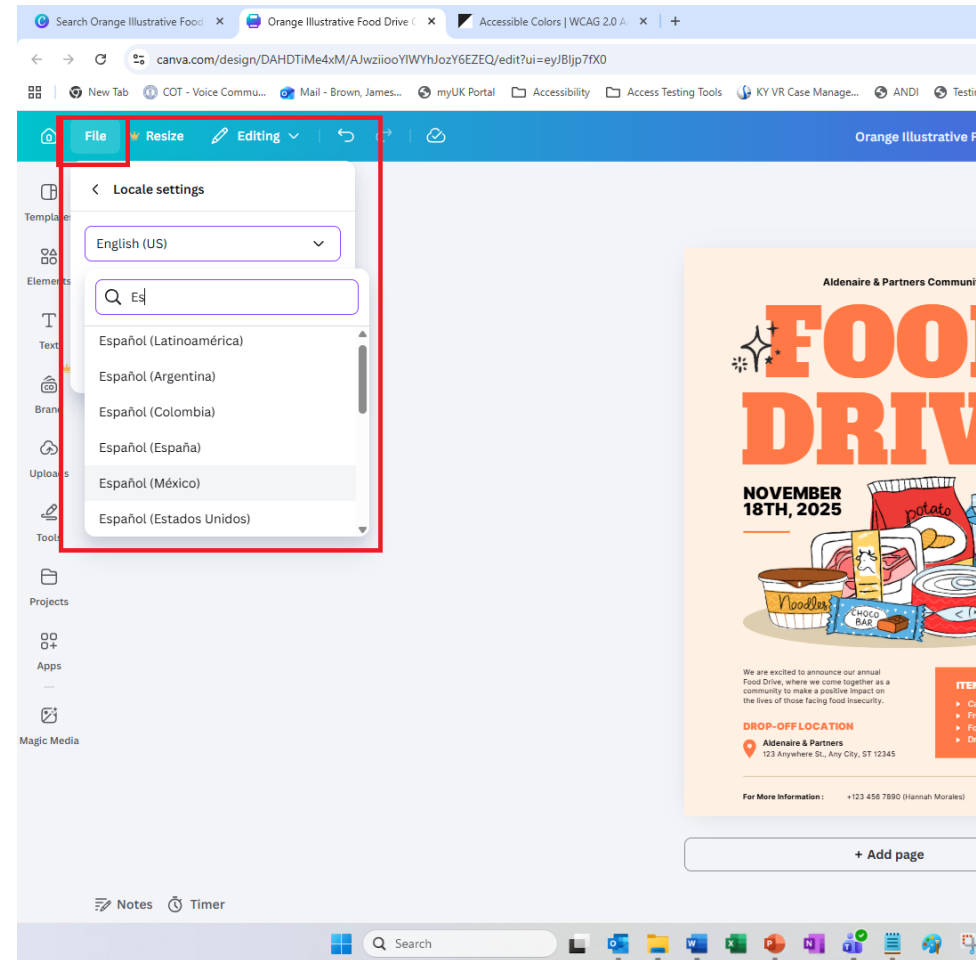 Search Orange Illustrative Food
Orange Illustrative Food Drive
Accessible Colors | WCAG 2.0
canva.com/design/DAHDTiMe4xM/AJwziiooYlWYhJozY6EZEQ/edit?ui=eyJBIjp7fX0
New Tab
COT - Voice Commu...
Mail - Brown, James...
myUK Portal
Accessibility
Access Testing Tools
KY VR Case Manage...
ANDI
File
Resize
Editing
Orange Illustrative
Locale settings
English (US)
Es
Español (Latinoamérica)
Español (Argentina)
Español (Colombia)
Español (España)
Español (México)
Español (Estados Unidos)
Templates
Elements
Text
Brand
Uploads
Tools
Projects
Apps
Magic Media
Aldenaire & Partners
FOO
DRIV
NOVEMBER
18TH, 2025
potato
Noodles
CHOCO
BAR
We are excited to announce our annual
Food Drive, where we come together as a
community to make a positive impact on
the lives of those facing food insecurity.
DROP-OFF LOCATION
Aldenaire & Partners
123 Anywhere St., Any City, ST 12345
For More Information :
+123 456 7890 (Hannah Morales)
+ Add page
Notes
Timer
Search